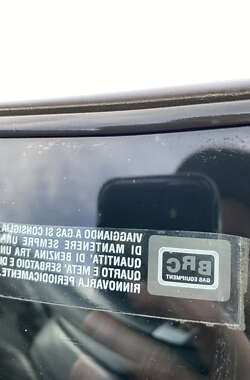 BRC
GAS EQUIPMENT
VIAGGIANDO A GAS SI CONSIGLIA
DI MANTENERE SEMPRE UNA
QUANTITA' DI BENZINA TRA UN
QUARTO E META' SERBATOIO E DI
RINNOVARLA PERIODICAMENTE.